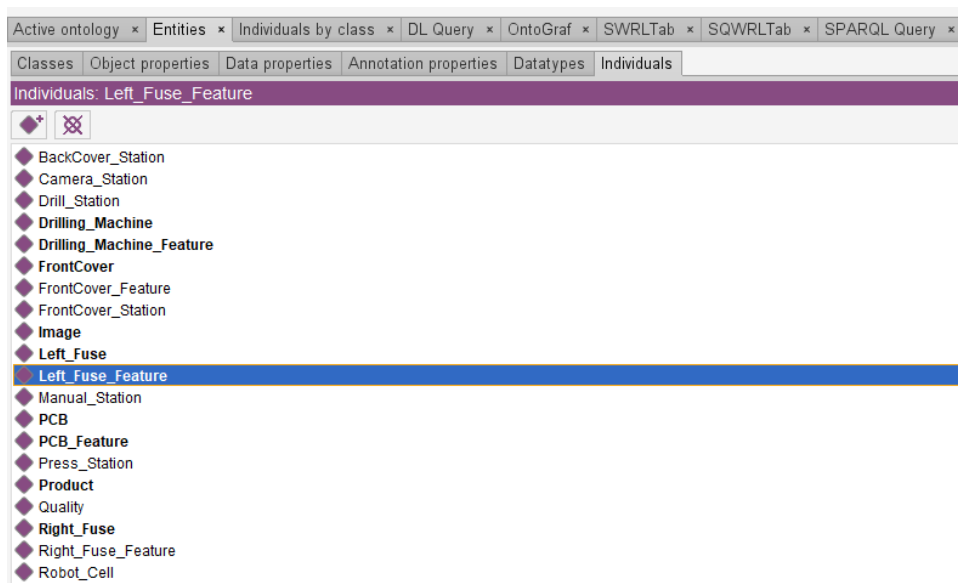 Active ontology × Entities × Individuals by class × DL Query × OntoGraf × SWRLTab × SQWRLTab × SPARQL Query ×
Classes Object properties Data properties Annotation properties Datatypes Individuals
Individuals: Left_Fuse_Feature
BackCover_Station
Camera_Station
Drill_Station
Drilling_Machine
Drilling_Machine_Feature
FrontCover
FrontCover_Feature
FrontCover_Station
Image
Left_Fuse
Left_Fuse_Feature
Manual_Station
PCB
PCB_Feature
Press_Station
Product
Quality
Right_Fuse
Right_Fuse_Feature
Robot_Cell